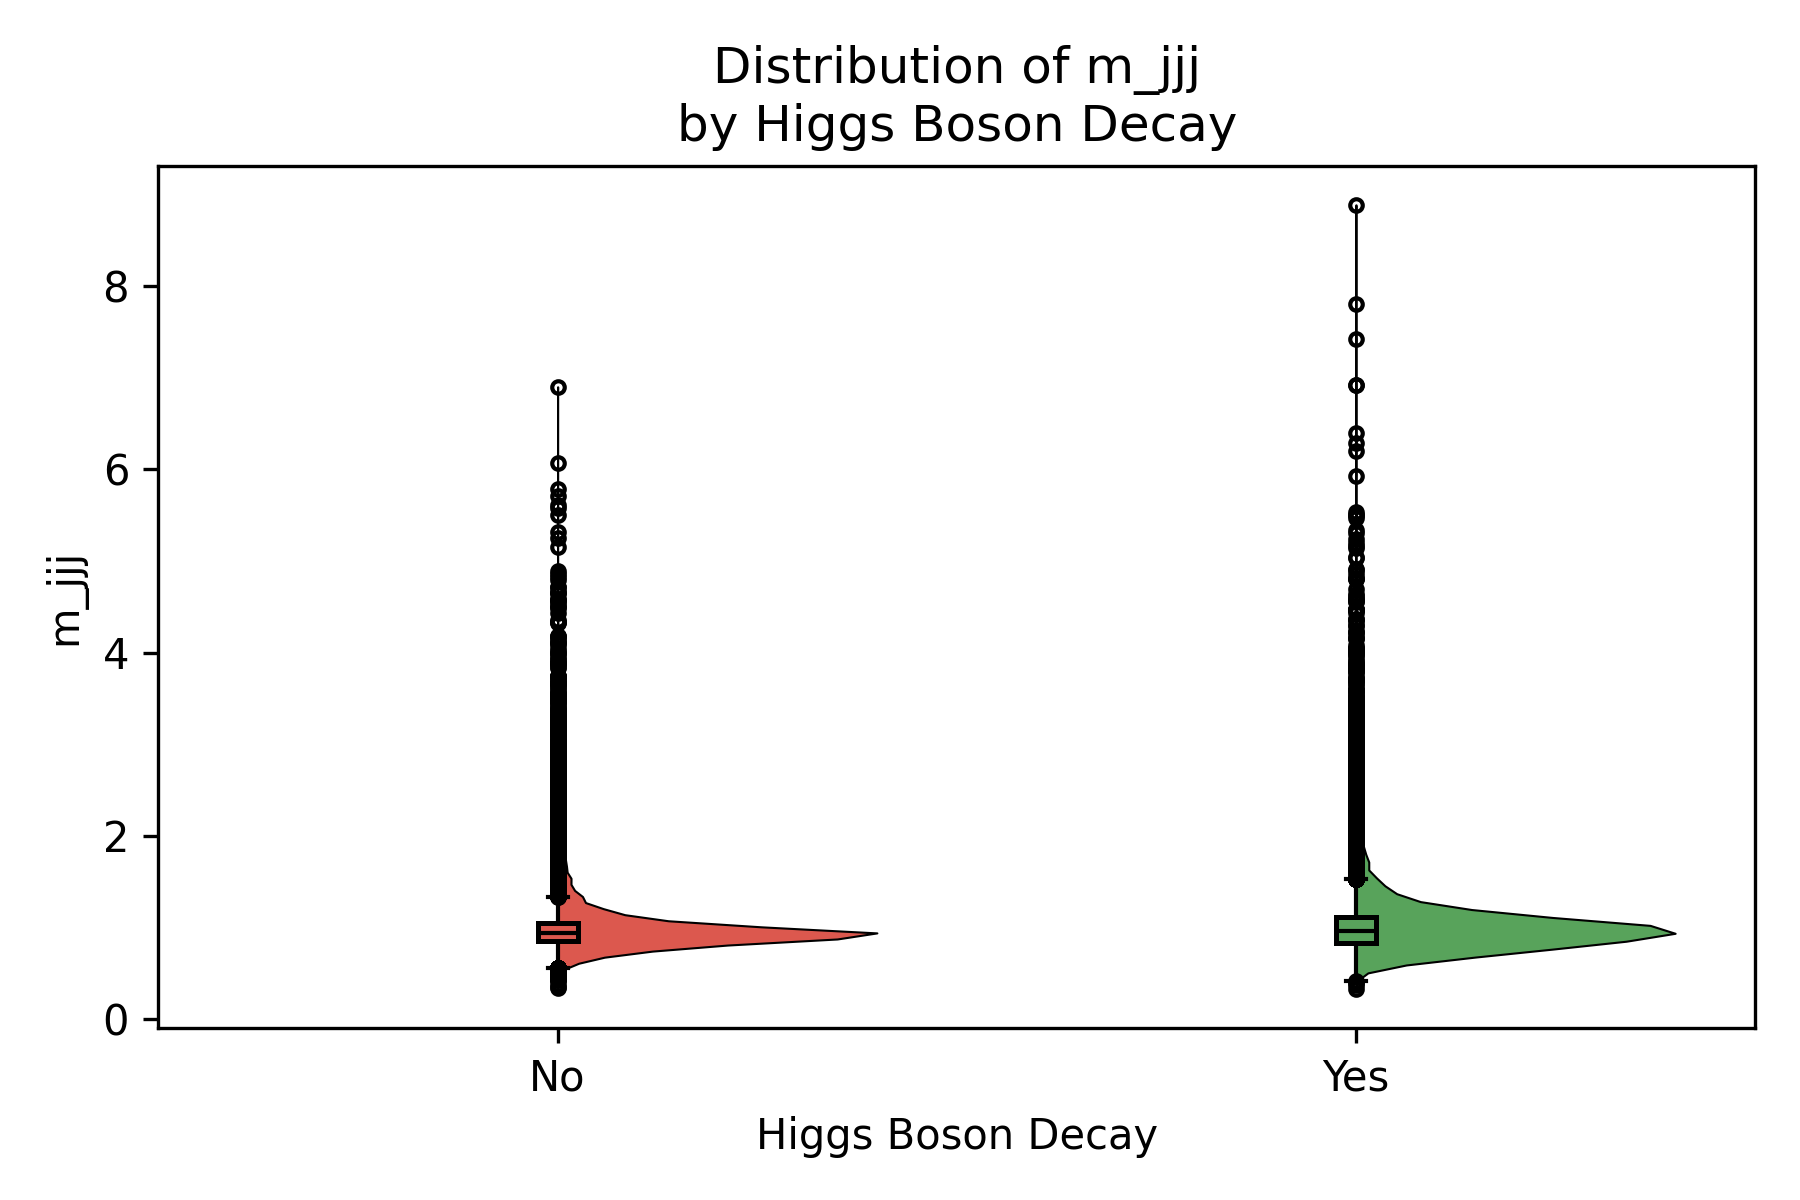 Distribution of m_jjj
by Higgs Boson Decay
m_jjj
8
6
4
2
0
No
Yes
Higgs Boson Decay